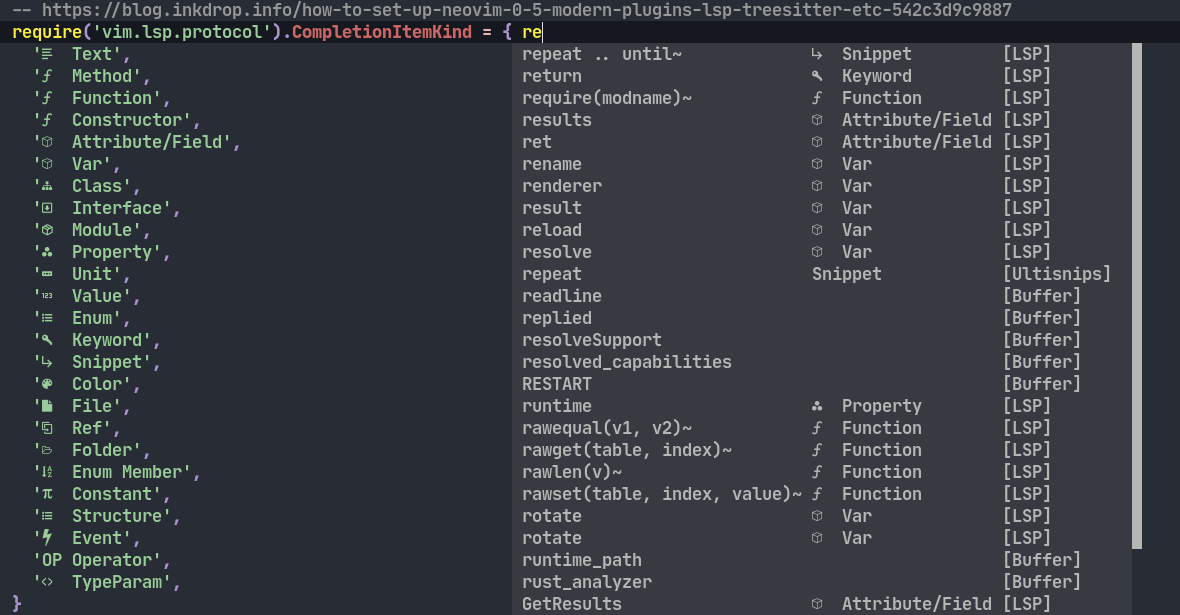 -- https://blog.inkdrop.info/how-to-set-up-neovim-0-5-modern-plugins-lsp-treesitter-etc-542c3d9c9887
require('vim.lsp.protocol').CompletionItemKind = { re
'  Text', repeat .. until~ Snippet [LSP]
'ƒ Method', return Keyword [LSP]
'ƒ Function', require(modname)~ ƒ Function [LSP]
'ƒ Constructor', results Attribute/Field [LSP]
' Attribute/Field', ret Attribute/Field [LSP]
' Var', rename Var [LSP]
' Class', renderer Var [LSP]
' Interface', result Var [LSP]
' Module', reload Var [LSP]
' Property', resolve Var [LSP]
' Unit', repeat Snippet [Ultisnips]
'123 Value', readline [Buffer]
' Enum', replied [Buffer]
' Keyword', resolveSupport [Buffer]
' Snippet', resolved_capabilities [Buffer]
' Color', RESTART [Buffer]
' File', runtime Property [LSP]
' Ref', rawequal(v1, v2)~ ƒ Function [LSP]
' Folder', rawget(table, index)~ ƒ Function [LSP]
' Enum Member', rawlen(v)~ ƒ Function [LSP]
'π Constant', rawset(table, index, value)~ ƒ Function [LSP]
' Structure', rotate Var [LSP]
' Event', rotate Var [LSP]
'OP Operator', runtime_path [Buffer]
'<> TypeParam', rust_analyzer [Buffer]
} GetResults Attribute/Field [LSP]